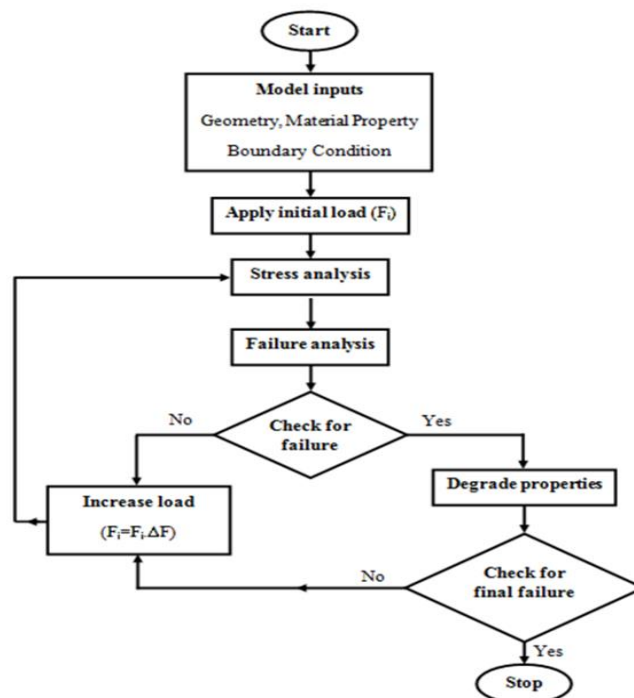 Start
Model inputs
Geometry, Material Property
Boundary Condition
Apply initial load (Fᵢ)
Stress analysis
Failure analysis
Check for
failure
No
Yes
Increase load
(Fᵢ=Fᵢ.ΔF)
Degrade properties
Check for
final failure
No
Yes
Stop